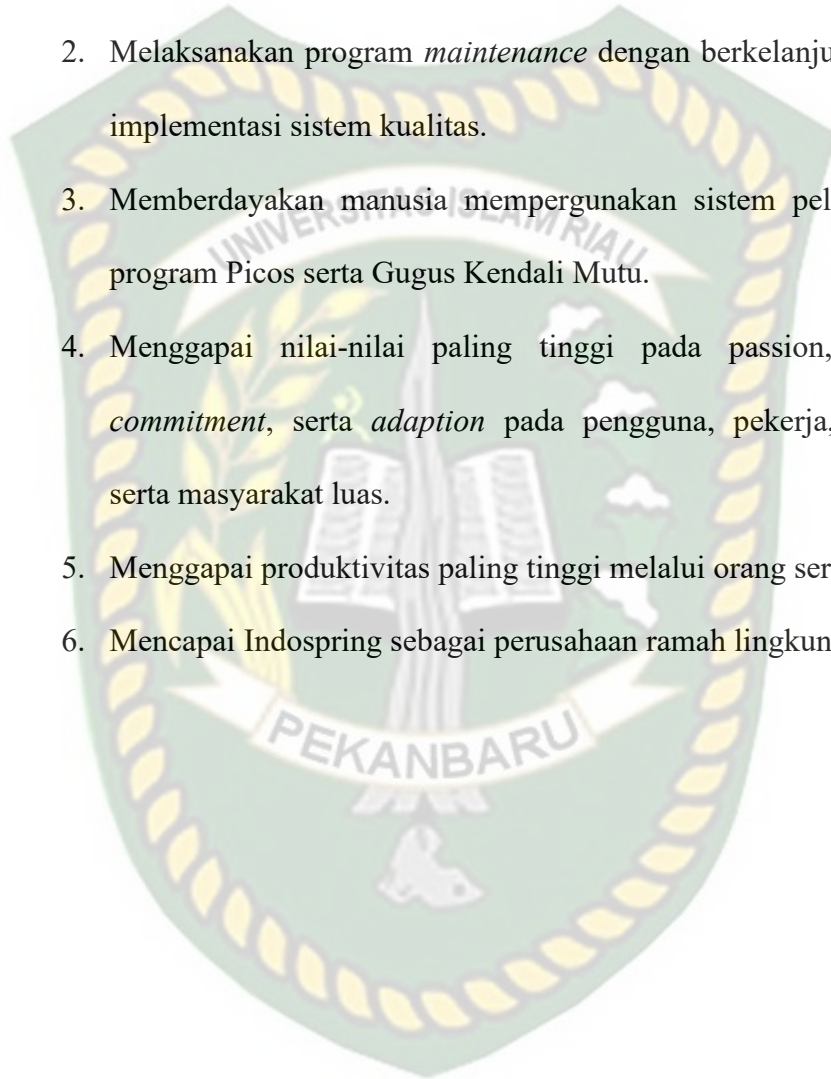 2. Melaksanakan program maintenance dengan berkelanju
implementasi sistem kualitas.
3. Memberdayakan manusia mempergunakan sistem pel
program Picos serta Gugus Kendali Mutu.
4. Menggapai nilai-nilai paling tinggi pada passion,
commitment, serta adaption pada pengguna, pekerja,
serta masyarakat luas.
5. Menggapai produktivitas paling tinggi melalui orang ser
6. Mencapai Indospring sebagai perusahaan ramah lingkun
UNIVERSITAS ISLAM RIAU
PEKANBARU